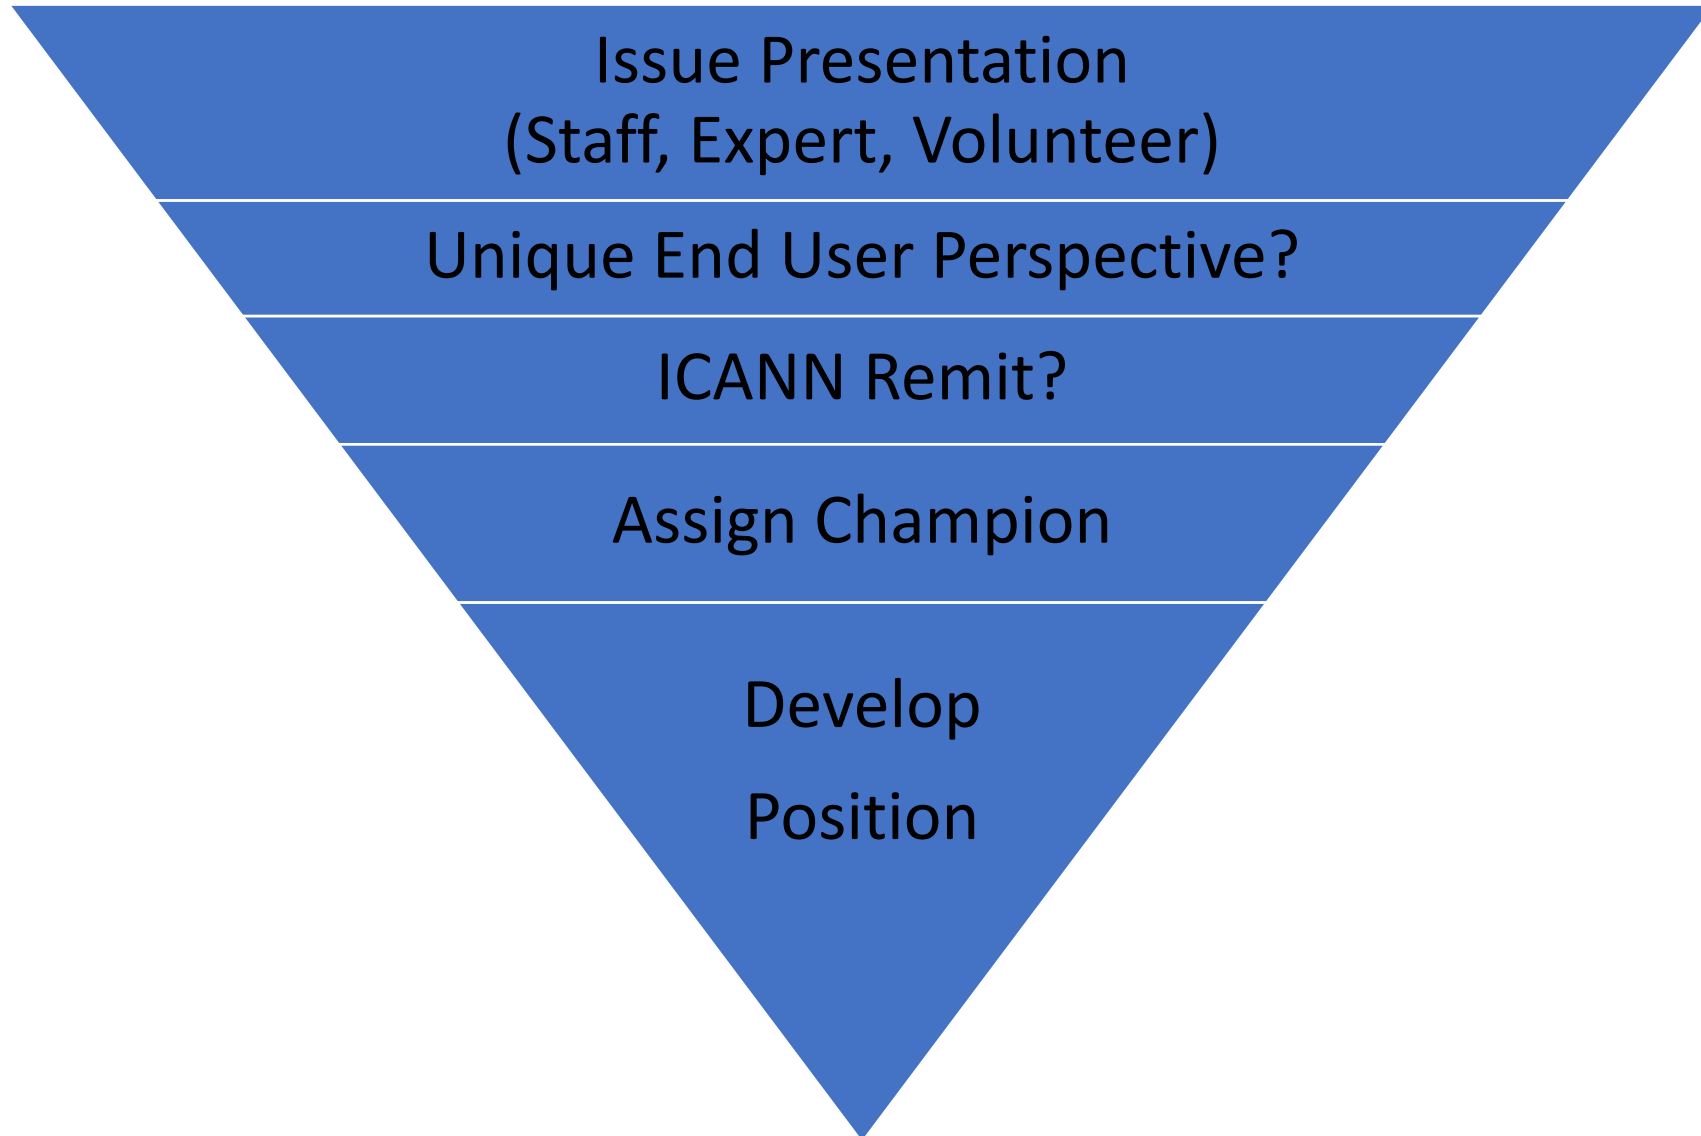 Issue Presentation
(Staff, Expert, Volunteer)
Unique End User Perspective?
ICANN Remit?
Assign Champion
Develop
Position